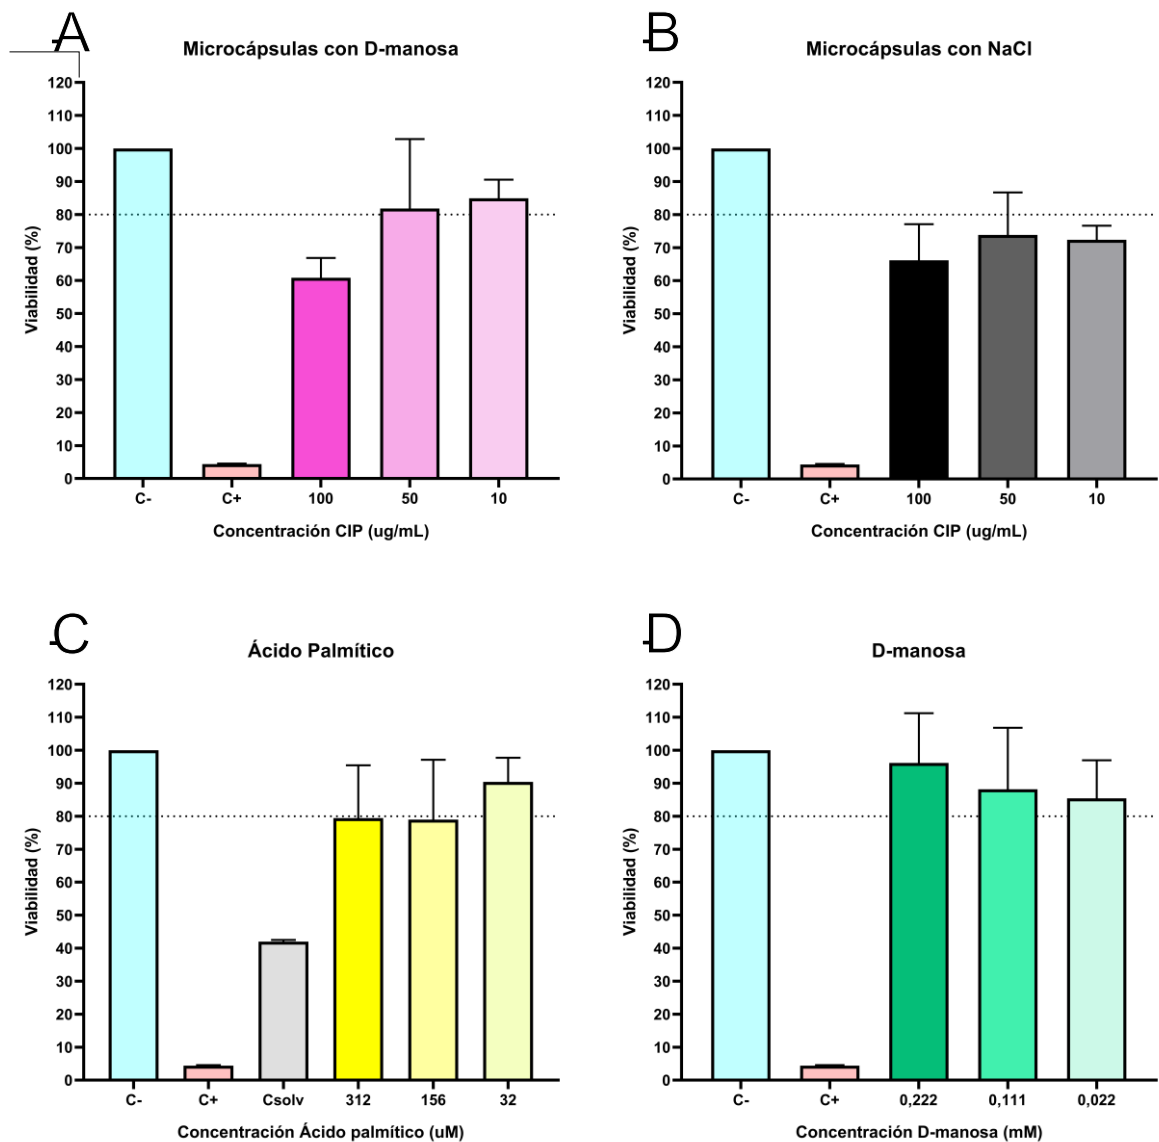 A
Microcápsulas con D-manosa
120
110
100
90
80
70
60
50
40
30
20
10
0
Viabilidad (%)
C- C+ 100 50 10
Concentración CIP (ug/mL)
B
Microcápsulas con NaCl
120
110
100
90
80
70
60
50
40
30
20
10
0
Viabilidad (%)
C- C+ 100 50 10
Concentración CIP (ug/mL)
C
Ácido Palmítico
120
110
100
90
80
70
60
50
40
30
20
10
0
Viabilidad (%)
C- C+ Csolv 312 156 32
Concentración Ácido palmítico (uM)
D
D-manosa
120
110
100
90
80
70
60
50
40
30
20
10
0
Viabilidad (%)
C- C+ 0,222 0,111 0,022
Concentración D-manosa (mM)